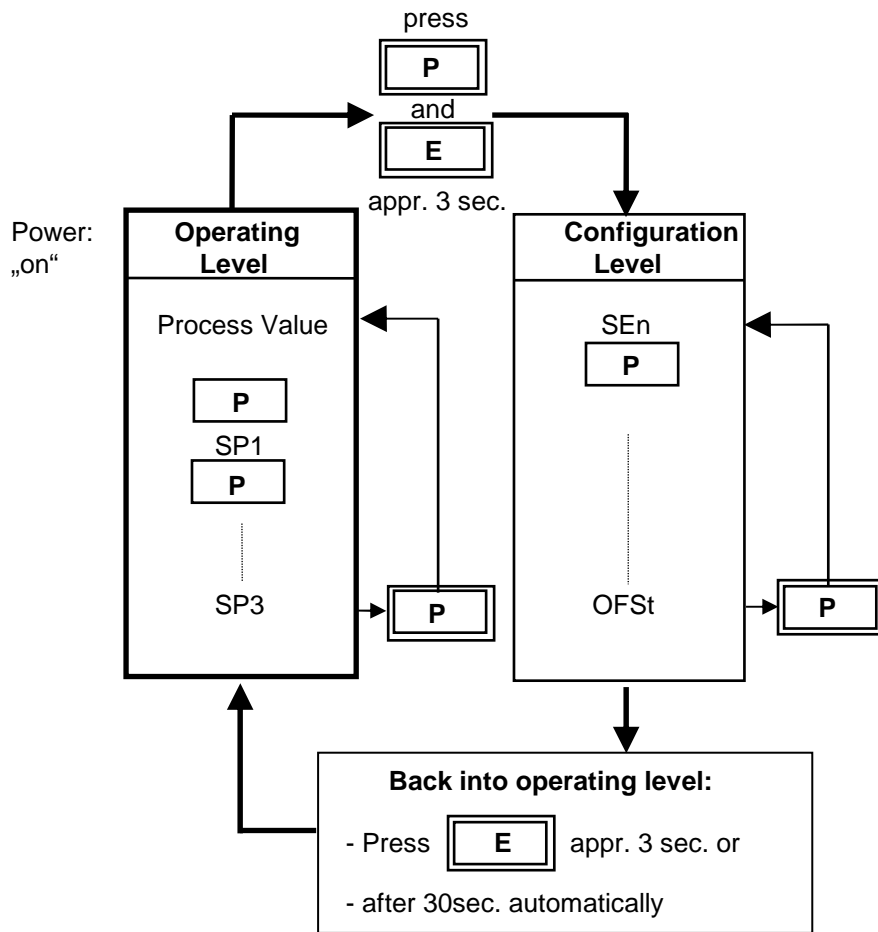 press
P
and
E
appr. 3 sec.
Power:
„on“
Operating
Level
Process Value
P
SP1
P
SP3
P
Configuration
Level
SEn
P
OFSt
P
Back into operating level:
- Press E appr. 3 sec. or
- after 30sec. automatically